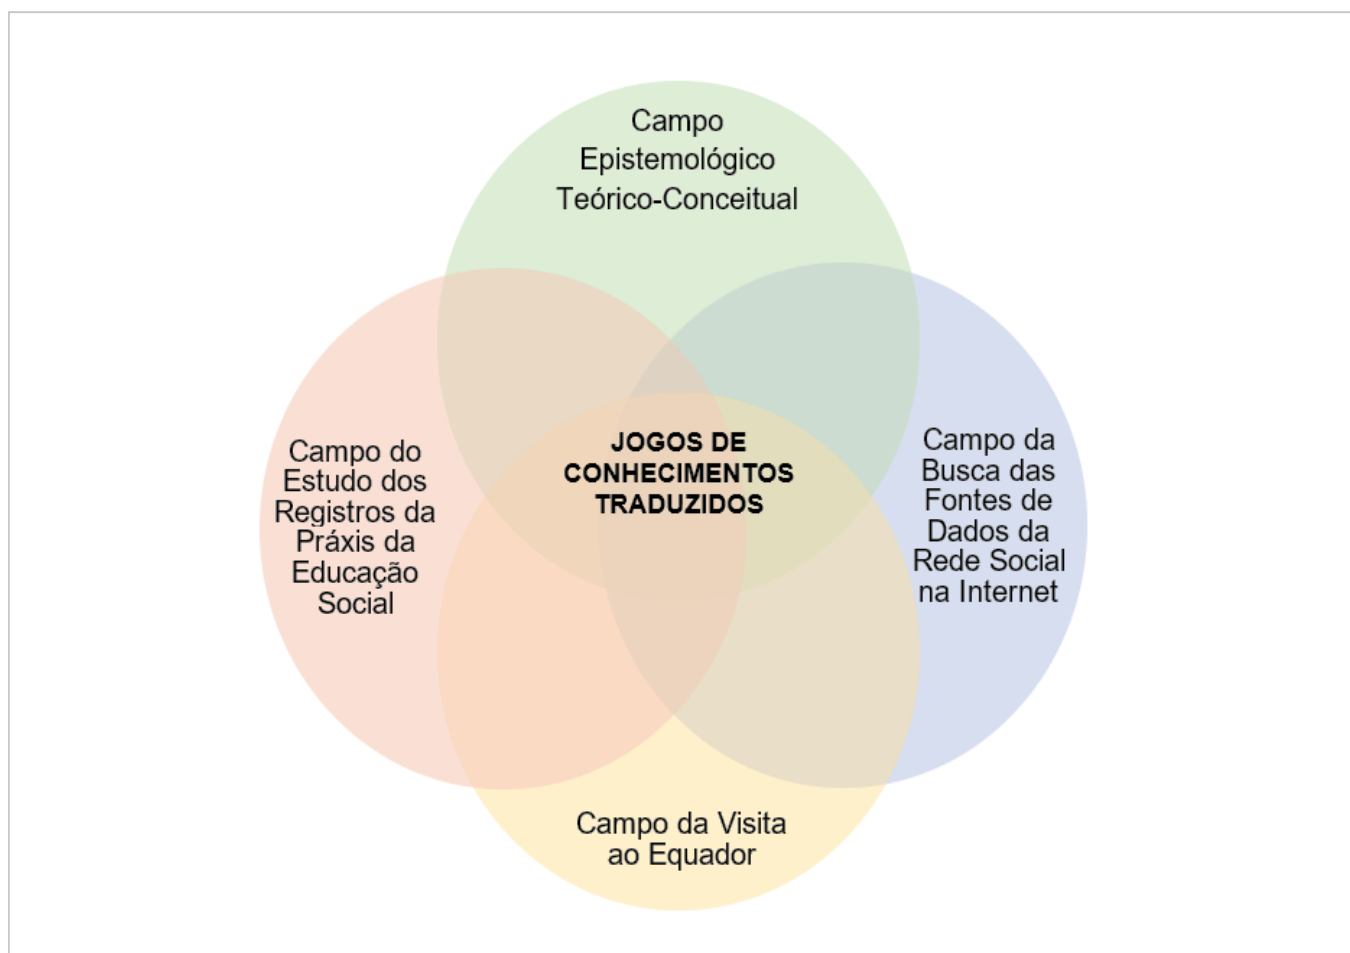 Campo
Epistemológico
Teórico-Conceitual
Campo do
Estudo dos
Registros da
Práxis da
Educação
Social
JOGOS DE
CONHECIMENTOS
TRADUZIDOS
Campo da
Busca das
Fontes de
Dados da
Rede Social
na Internet
Campo da Visita
ao Equador